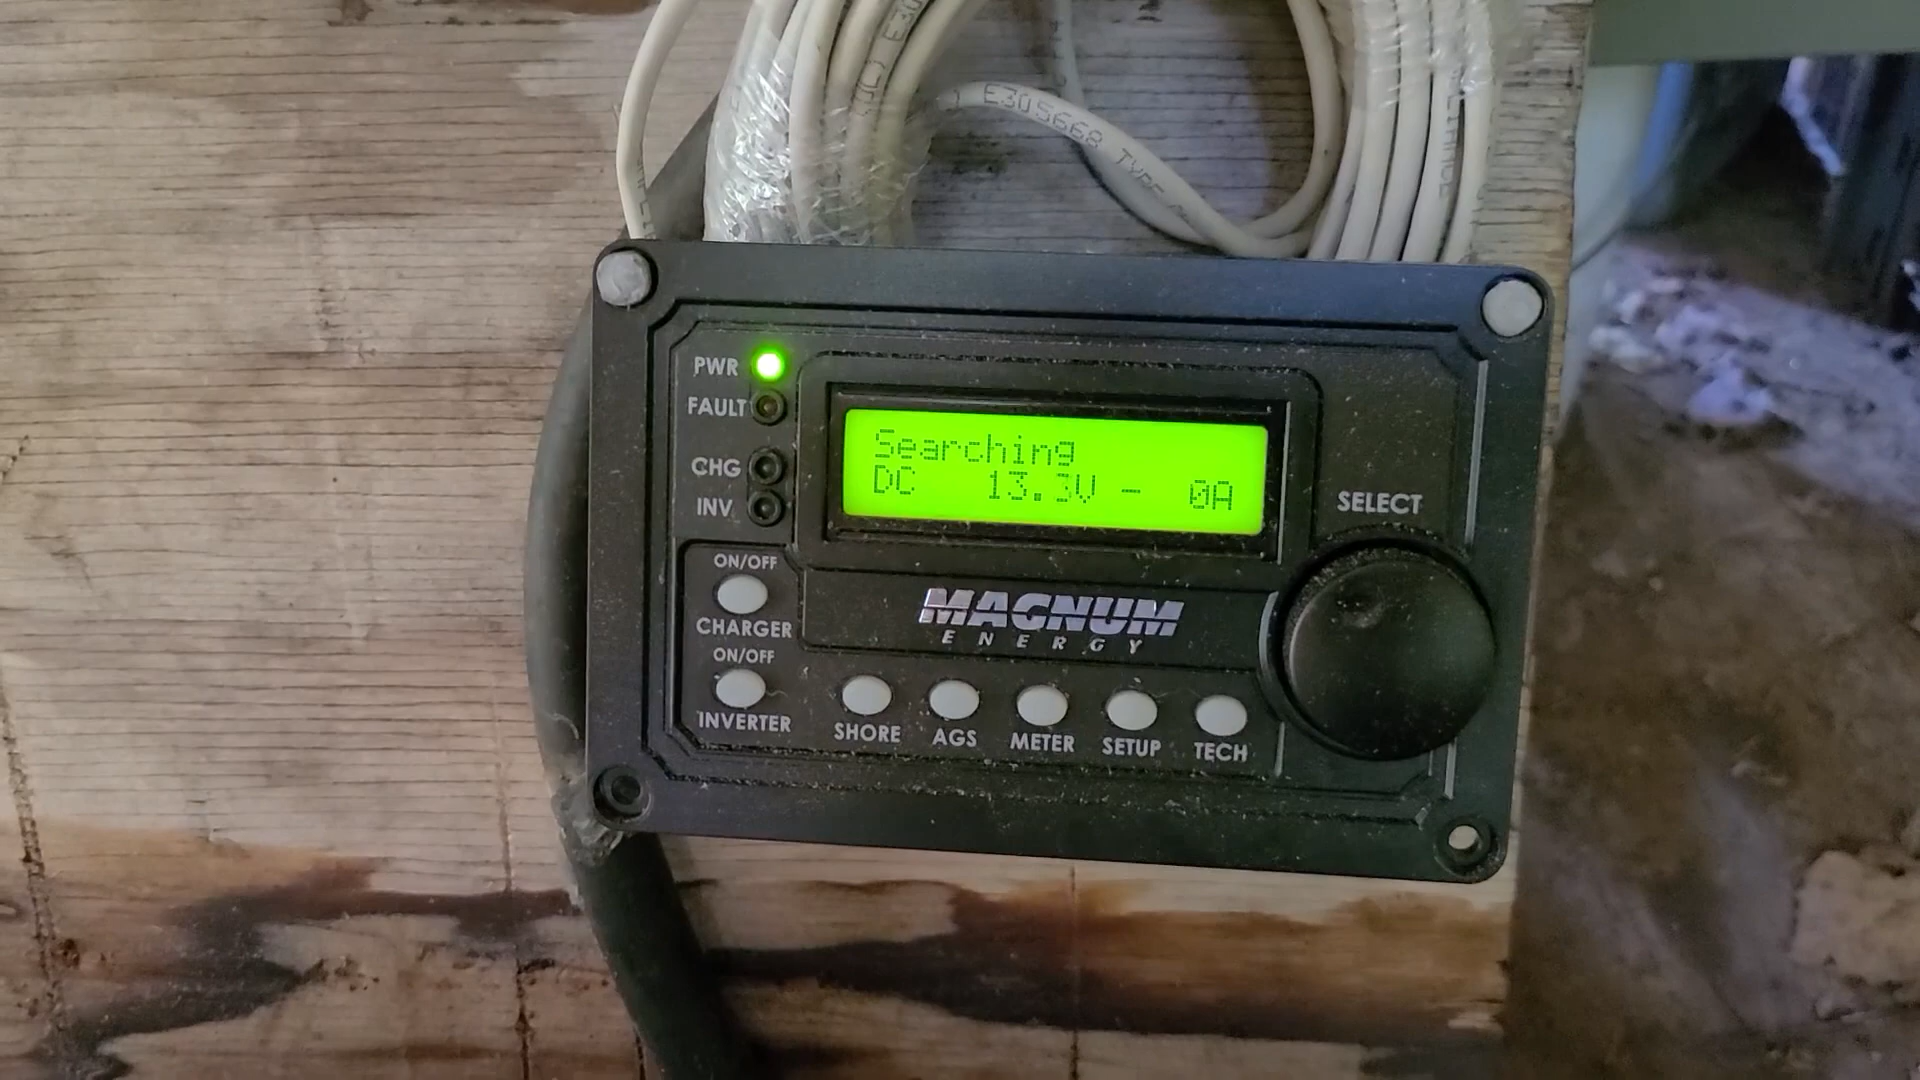 E305668 TYPE
PWR
FAULT
CHG
INV
Searching
DC 13.3V - 0A
SELECT
ON/OFF
CHARGER
ON/OFF
INVERTER
MAGNUM
ENERGY
SHORE
AGS
METER
SETUP
TECH